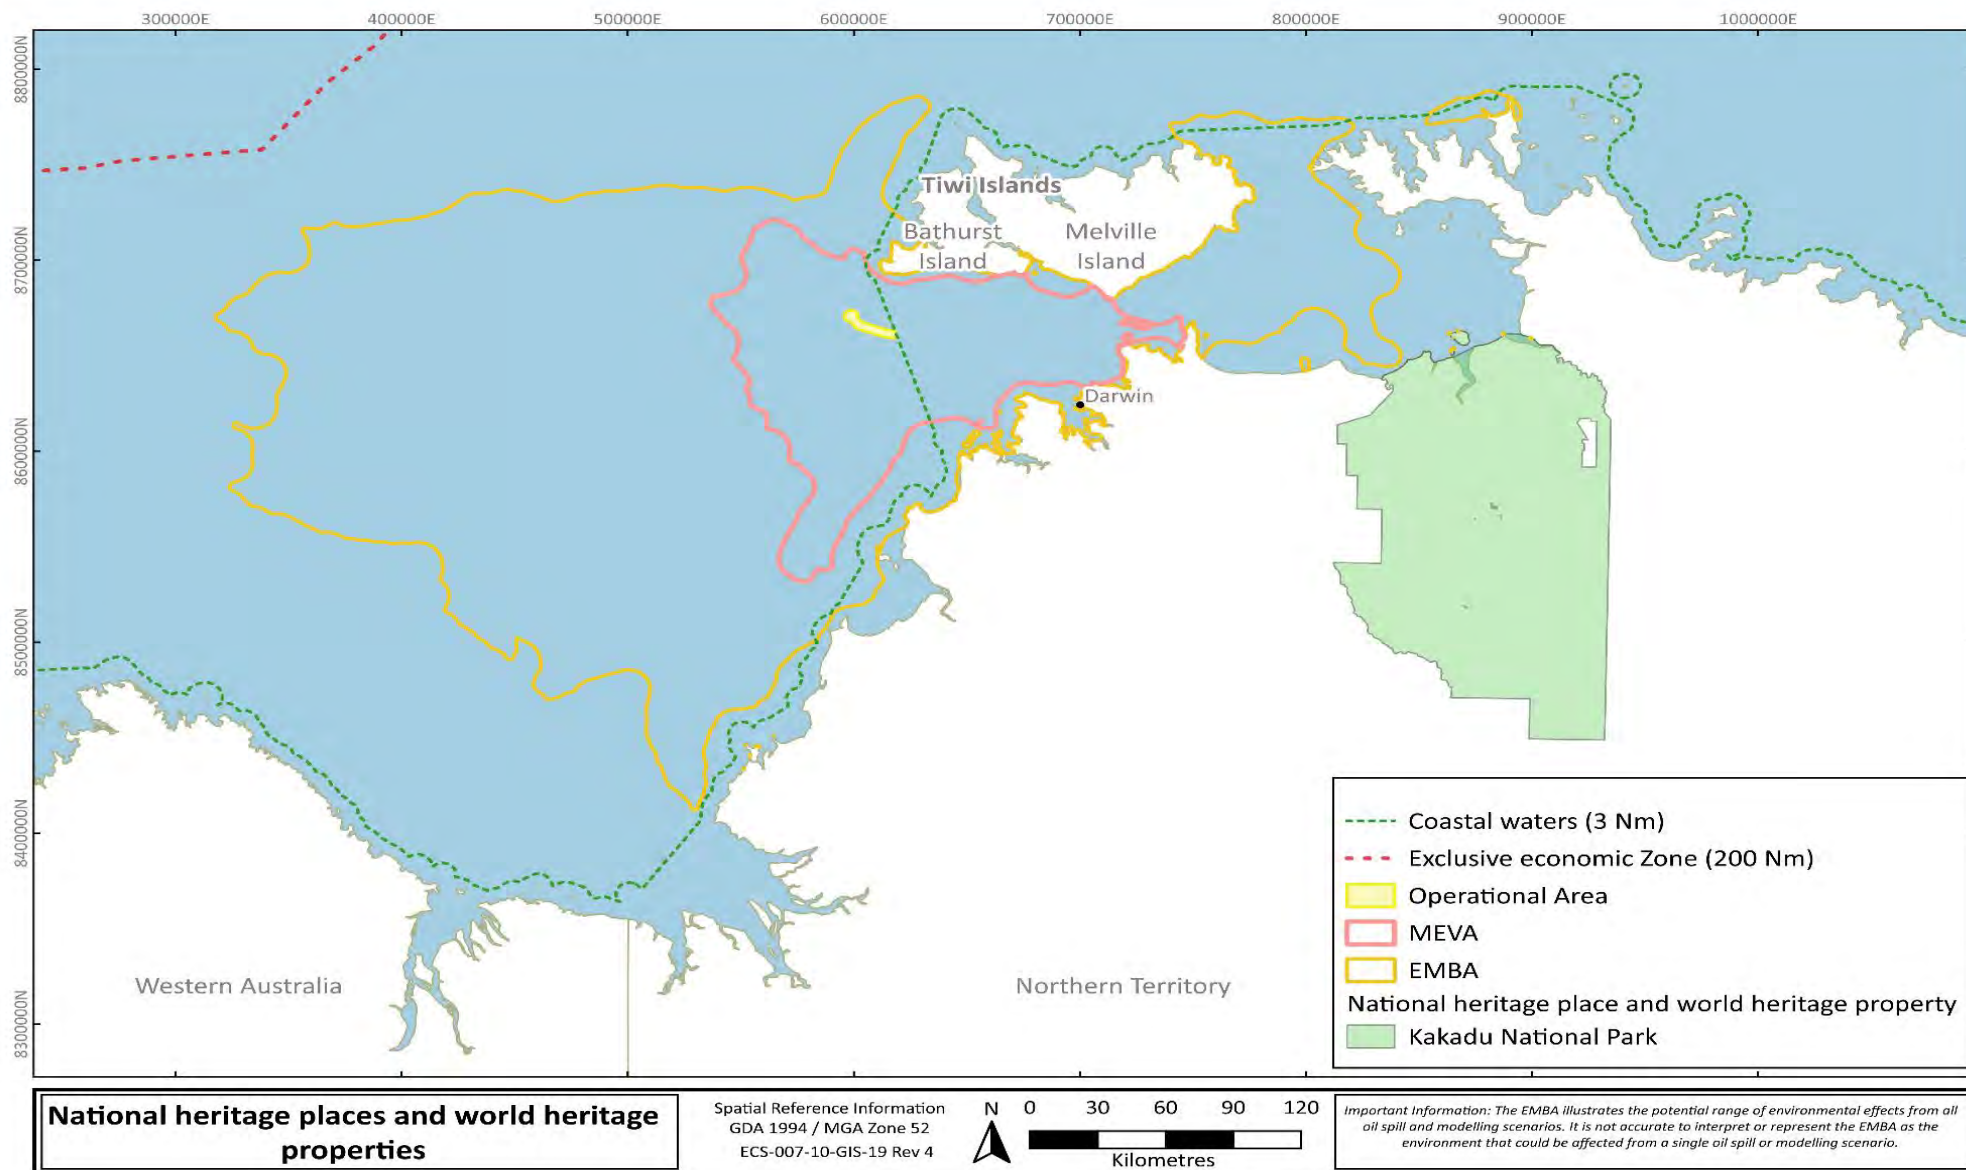 300000E 400000E 500000E 600000E 700000E 800000E 900000E 1000000E
8800000N
8700000N
8600000N
8500000N
8400000N
8300000N
Tiwi Islands
Bathurst
Island
Melville
Island
Darwin
Western Australia
Northern Territory
Coastal waters (3 Nm)
Exclusive economic Zone (200 Nm)
Operational Area
MEVA
EMBA
National heritage place and world heritage property
Kakadu National Park
National heritage places and world heritage
properties
Spatial Reference Information
GDA 1994 / MGA Zone 52
ECS-007-10-GIS-19 Rev 4
N
0 30 60 90 120
Kilometres
Important Information: The EMBA illustrates the potential range of environmental effects from all
oil spill and modelling scenarios. It is not accurate to interpret or represent the EMBA as the
environment that could be affected from a single oil spill or modelling scenario.